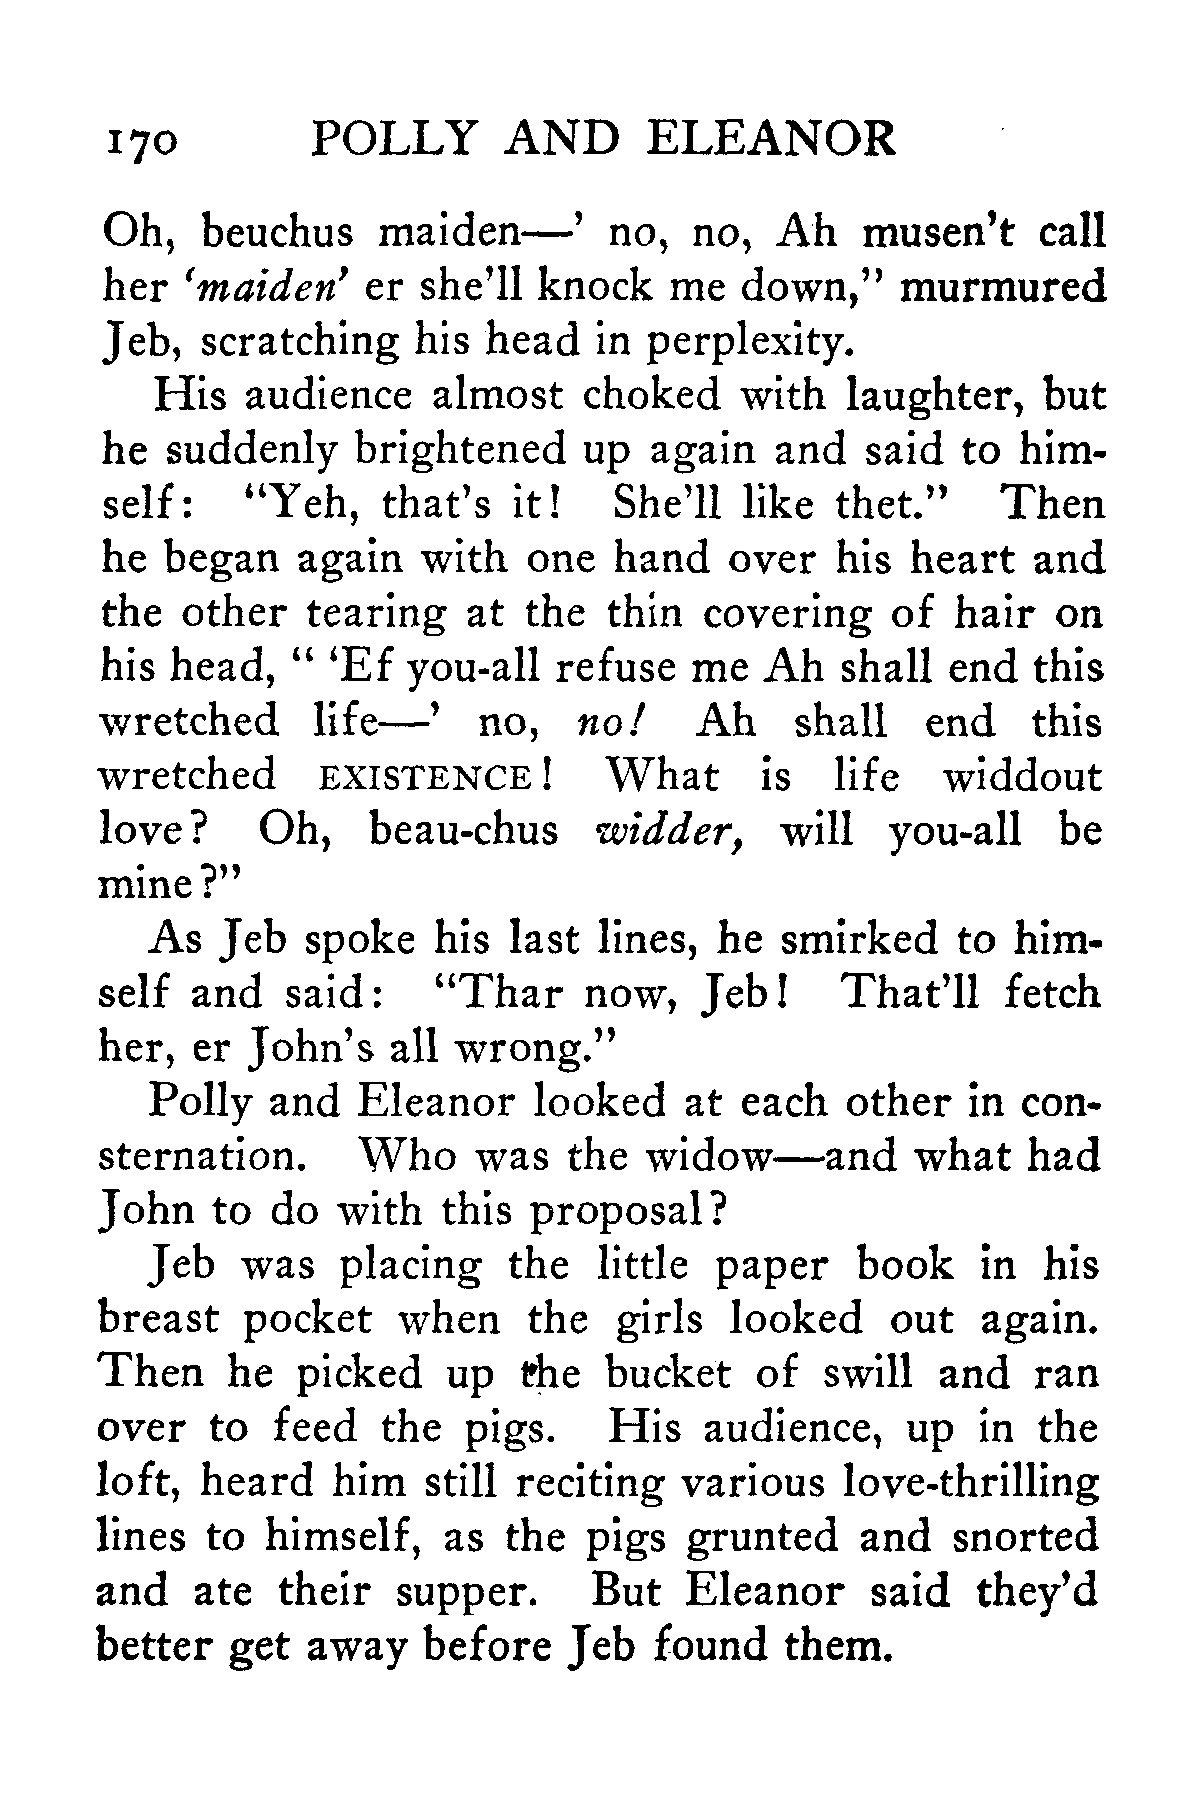 170 POLLY AND ELEANOR
Oh, beuchus maiden—’ no, no, Ah musen’t call
her ‘maiden’ er she’ll knock me down,” murmured
Jeb, scratching his head in perplexity.
His audience almost choked with laughter, but
he suddenly brightened up again and said to him-
self: “Yeh, that’s it! She’ll like thet.” Then
he began again with one hand over his heart and
the other tearing at the thin covering of hair on
his head, “ ‘Ef you-all refuse me Ah shall end this
wretched life—’ no, no! Ah shall end this
wretched EXISTENCE! What is life widdout
love? Oh, beau-chus widder, will you-all be
mine?”
As Jeb spoke his last lines, he smirked to him-
self and said: “Thar now, Jeb! That’ll fetch
her, er John’s all wrong.”
Polly and Eleanor looked at each other in con-
sternation. Who was the widow—and what had
John to do with this proposal?
Jeb was placing the little paper book in his
breast pocket when the girls looked out again.
Then he picked up the bucket of swill and ran
over to feed the pigs. His audience, up in the
loft, heard him still reciting various love-thrilling
lines to himself, as the pigs grunted and snorted
and ate their supper. But Eleanor said they’d
better get away before Jeb found them.